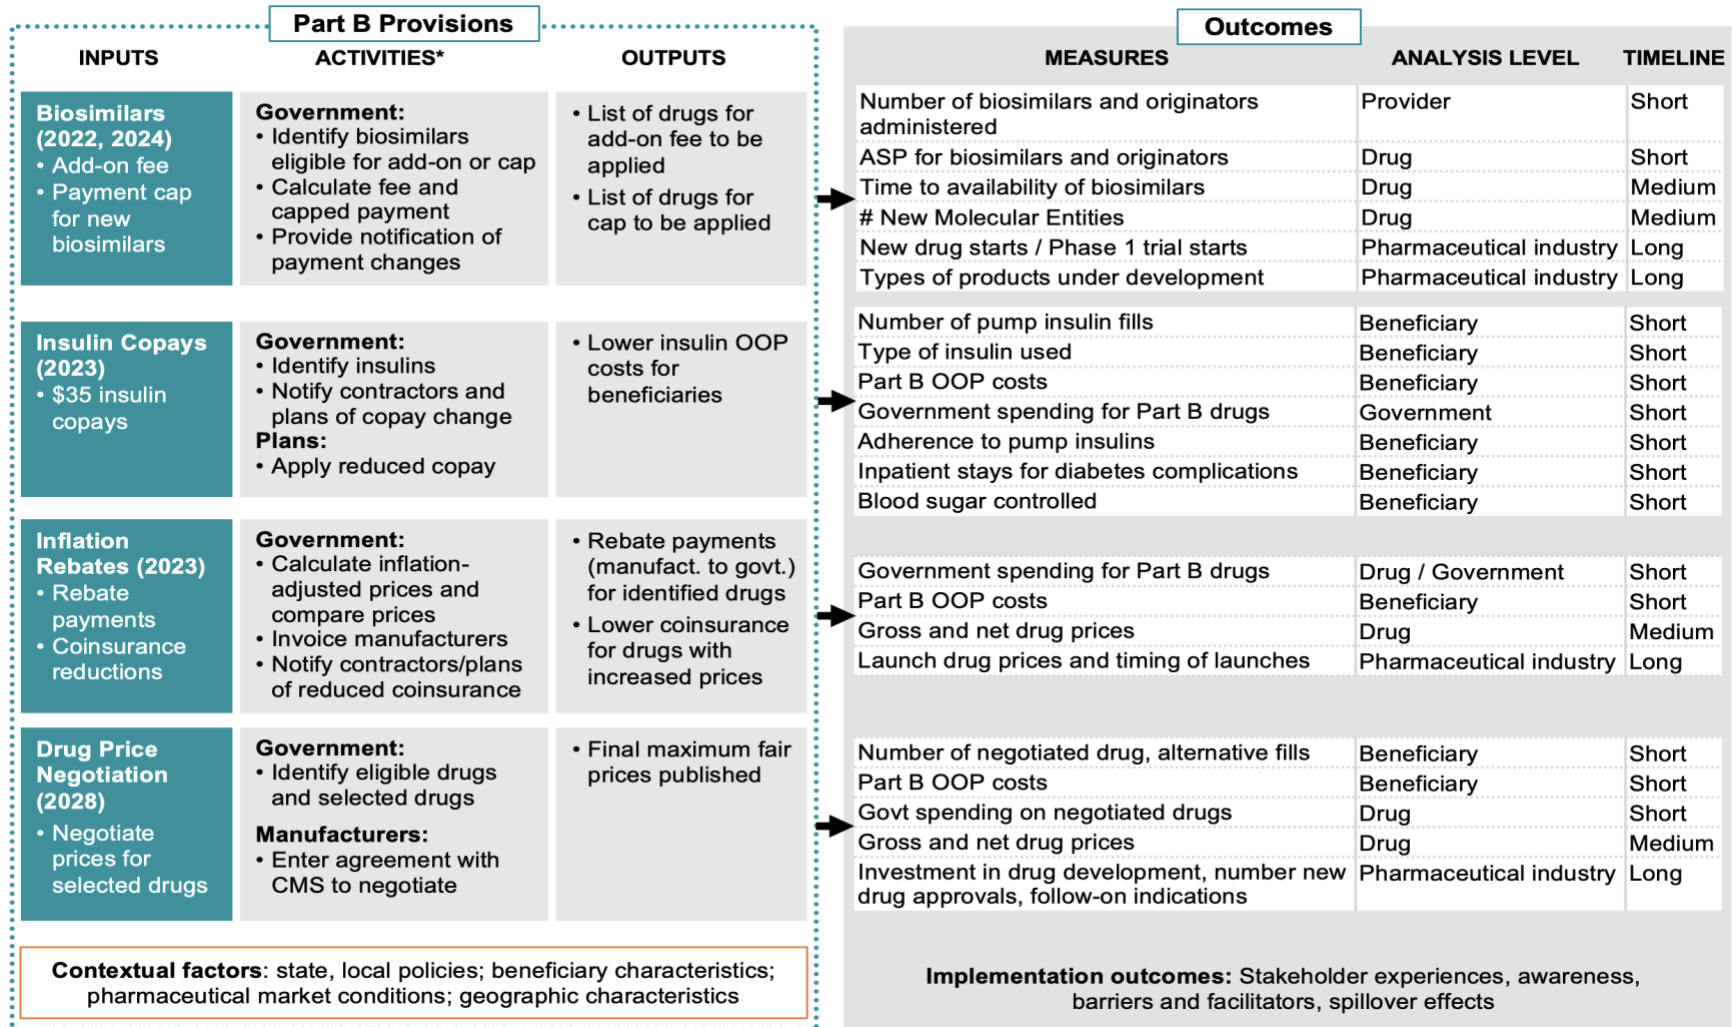 Part B Provisions
INPUTS
ACTIVITIES*
OUTPUTS
Biosimilars
(2022, 2024)
• Add-on fee
• Payment cap
for new
biosimilars
Government:
• Identify biosimilars
eligible for add-on or cap
• Calculate fee and
capped payment
• Provide notification of
payment changes
• List of drugs for
add-on fee to be
applied
• List of drugs for
cap to be applied
Insulin Copays
(2023)
• $35 insulin
copays
Government:
• Identify insulins
• Notify contractors and
plans of copay change
Plans:
• Apply reduced copay
• Lower insulin OOP
costs for
beneficiaries
Inflation
Rebates (2023)
• Rebate
payments
• Coinsurance
reductions
Government:
• Calculate inflation-
adjusted prices and
compare prices
• Invoice manufacturers
• Notify contractors/plans
of reduced coinsurance
• Rebate payments
(manufact. to govt.)
for identified drugs
• Lower coinsurance
for drugs with
increased prices
Drug Price
Negotiation
(2028)
• Negotiate
prices for
selected drugs
Government:
• Identify eligible drugs
and selected drugs
Manufacturers:
• Enter agreement with
CMS to negotiate
• Final maximum fair
prices published
Contextual factors: state, local policies; beneficiary characteristics;
pharmaceutical market conditions; geographic characteristics
Outcomes
MEASURES ANALYSIS LEVEL TIMELINE
Number of biosimilars and originators
administered Provider Short
ASP for biosimilars and originators Drug Short
Time to availability of biosimilars Drug Medium
# New Molecular Entities Drug Medium
New drug starts / Phase 1 trial starts Pharmaceutical industry Long
Types of products under development Pharmaceutical industry Long
Number of pump insulin fills Beneficiary Short
Type of insulin used Beneficiary Short
Part B OOP costs Beneficiary Short
Government spending for Part B drugs Government Short
Adherence to pump insulins Beneficiary Short
Inpatient stays for diabetes complications Beneficiary Short
Blood sugar controlled Beneficiary Short
Government spending for Part B drugs Drug / Government Short
Part B OOP costs Beneficiary Short
Gross and net drug prices Drug Medium
Launch drug prices and timing of launches Pharmaceutical industry Long
Number of negotiated drug, alternative fills Beneficiary Short
Part B OOP costs Beneficiary Short
Govt spending on negotiated drugs Drug Short
Gross and net drug prices Drug Medium
Investment in drug development, number new Pharmaceutical industry Long
drug approvals, follow-on indications
Implementation outcomes: Stakeholder experiences, awareness,
barriers and facilitators, spillover effects